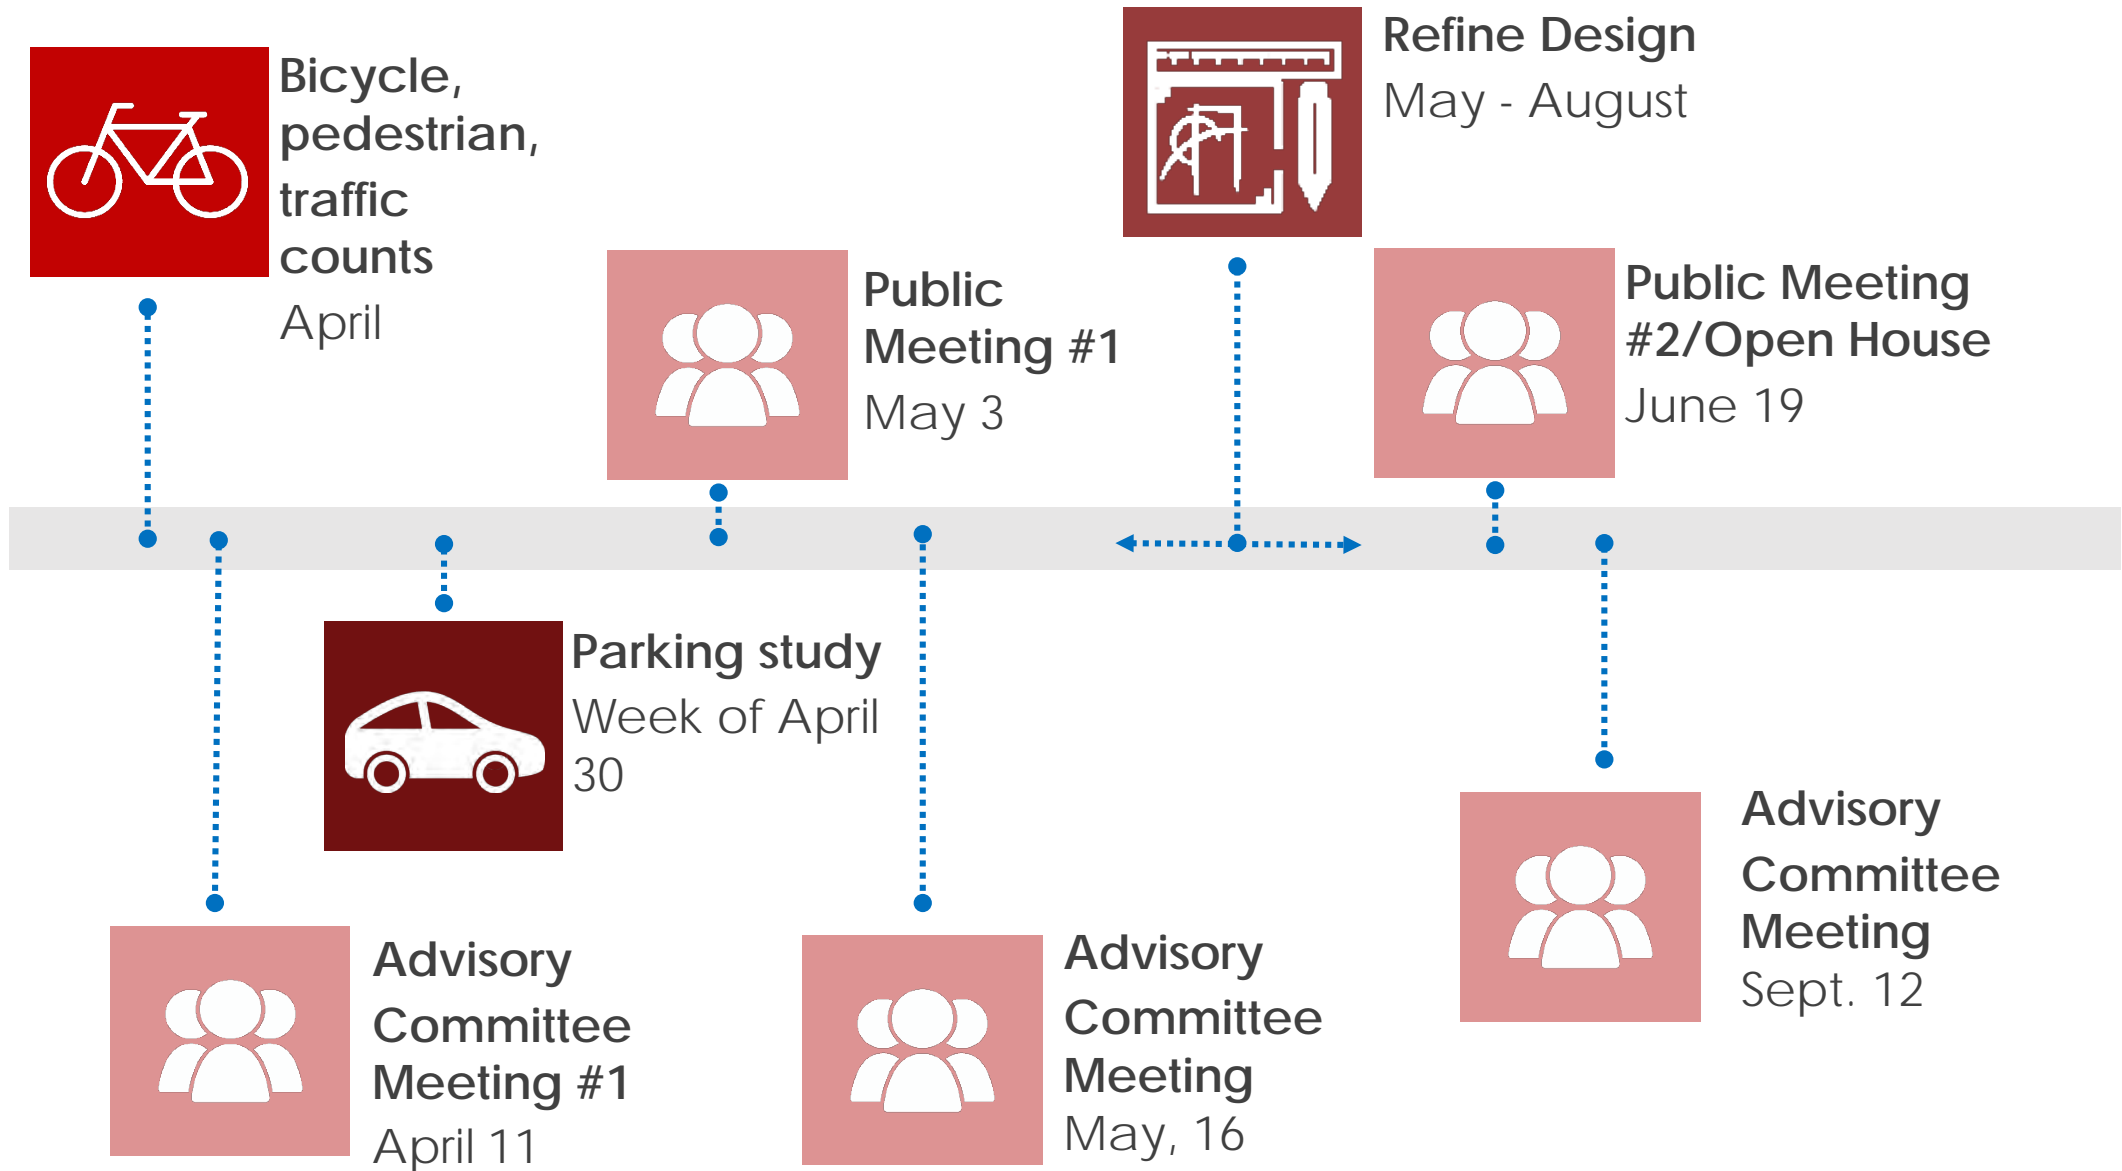 Bicycle,
pedestrian,
traffic
counts
April
Public
Meeting #1
May 3
Refine Design
May - August
Public Meeting
#2/Open House
June 19
Advisory
Committee
Meeting #1
April 11
Parking study
Week of April
30
Advisory
Committee
Meeting
May, 16
Advisory
Committee
Meeting
Sept. 12